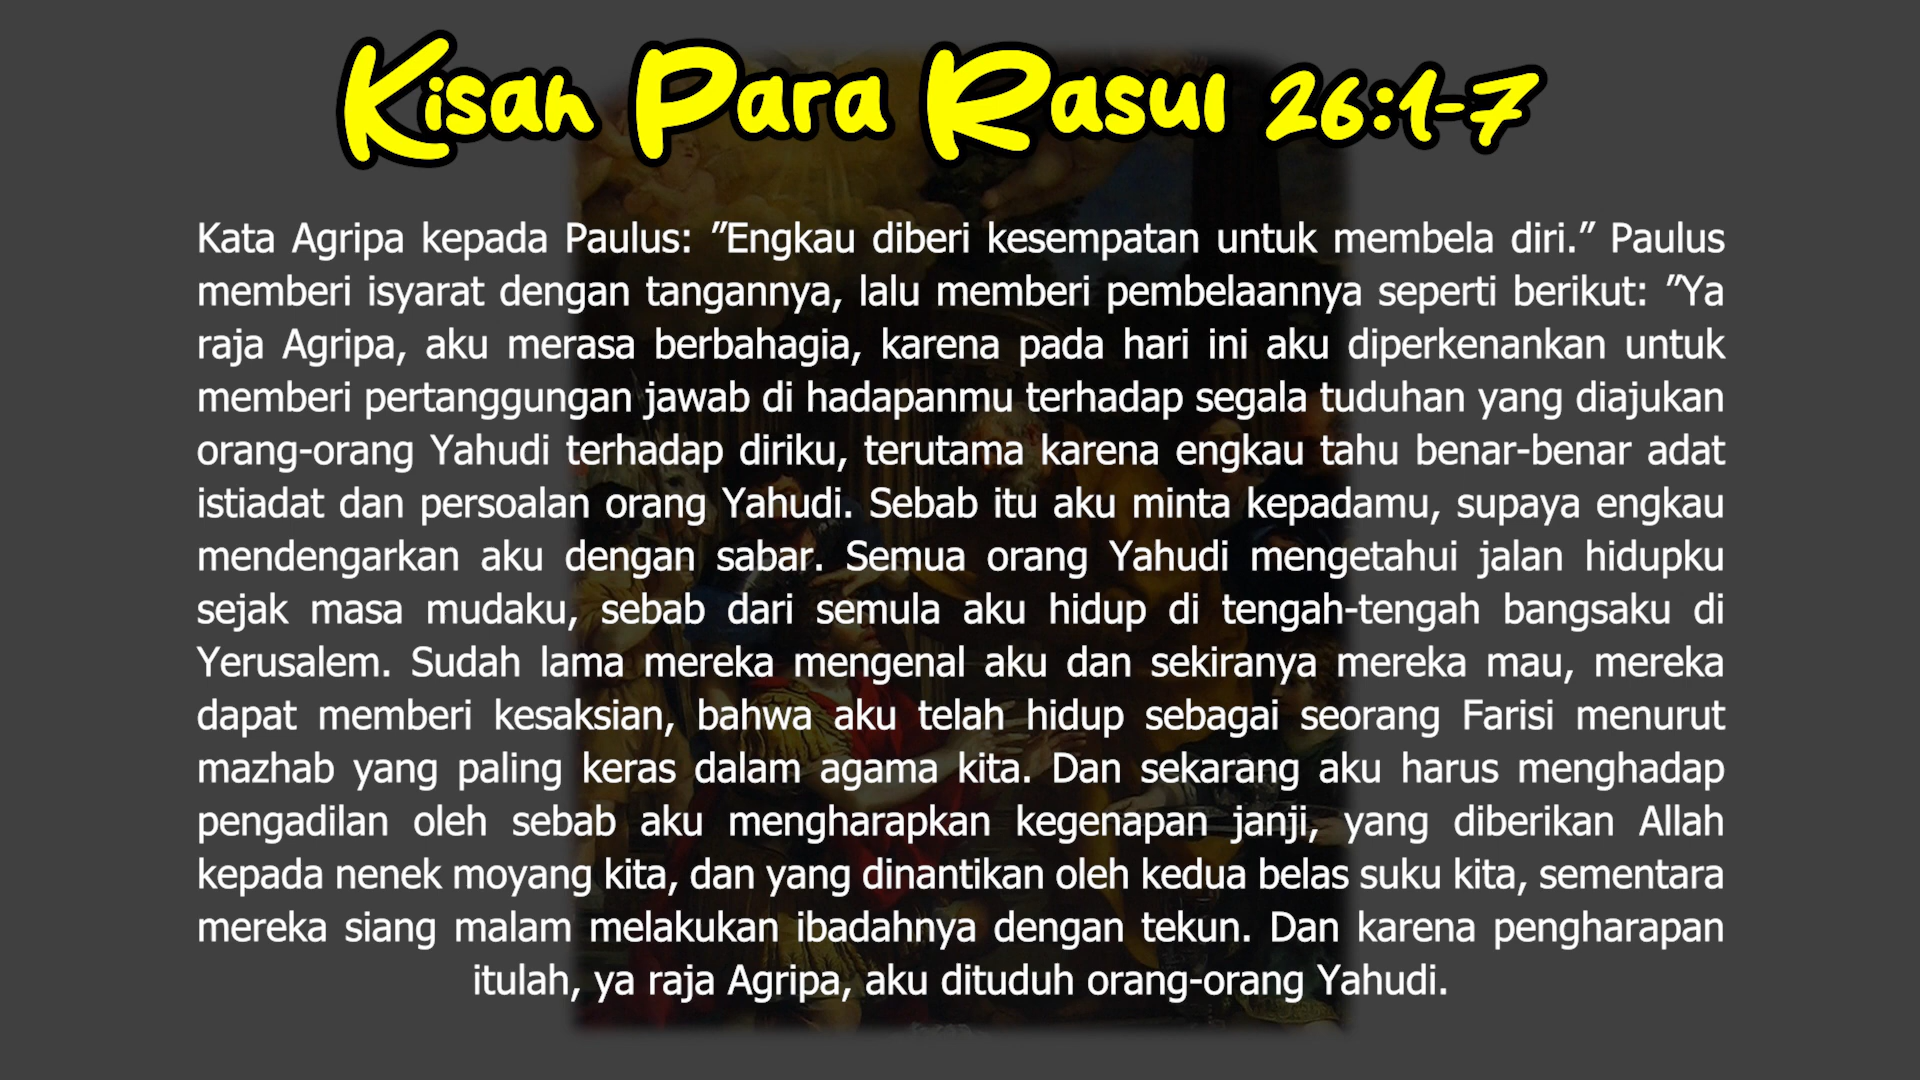 Kisah Para Rasul 26:1-7
Kata Agripa kepada Paulus: ”Engkau diberi kesempatan untuk membela diri.” Paulus
memberi isyarat dengan tangannya, lalu memberi pembelaannya seperti berikut: ”Ya
raja Agripa, aku merasa berbahagia, karena pada hari ini aku diperkenankan untuk
memberi pertanggungan jawab di hadapanmu terhadap segala tuduhan yang diajukan
orang-orang Yahudi terhadap diriku, terutama karena engkau tahu benar-benar adat
istiadat dan persoalan orang Yahudi. Sebab itu aku minta kepadamu, supaya engkau
mendengarkan aku dengan sabar. Semua orang Yahudi mengetahui jalan hidupku
sejak masa mudaku, sebab dari semula aku hidup di tengah-tengah bangsaku di
Yerusalem. Sudah lama mereka mengenal aku dan sekiranya mereka mau, mereka
dapat memberi kesaksian, bahwa aku telah hidup sebagai seorang Farisi menurut
mazhab yang paling keras dalam agama kita. Dan sekarang aku harus menghadap
pengadilan oleh sebab aku mengharapkan kegenapan janji, yang diberikan Allah
kepada nenek moyang kita, dan yang dinantikan oleh kedua belas suku kita, sementara
mereka siang malam melakukan ibadahnya dengan tekun. Dan karena pengharapan
itulah, ya raja Agripa, aku dituduh orang-orang Yahudi.